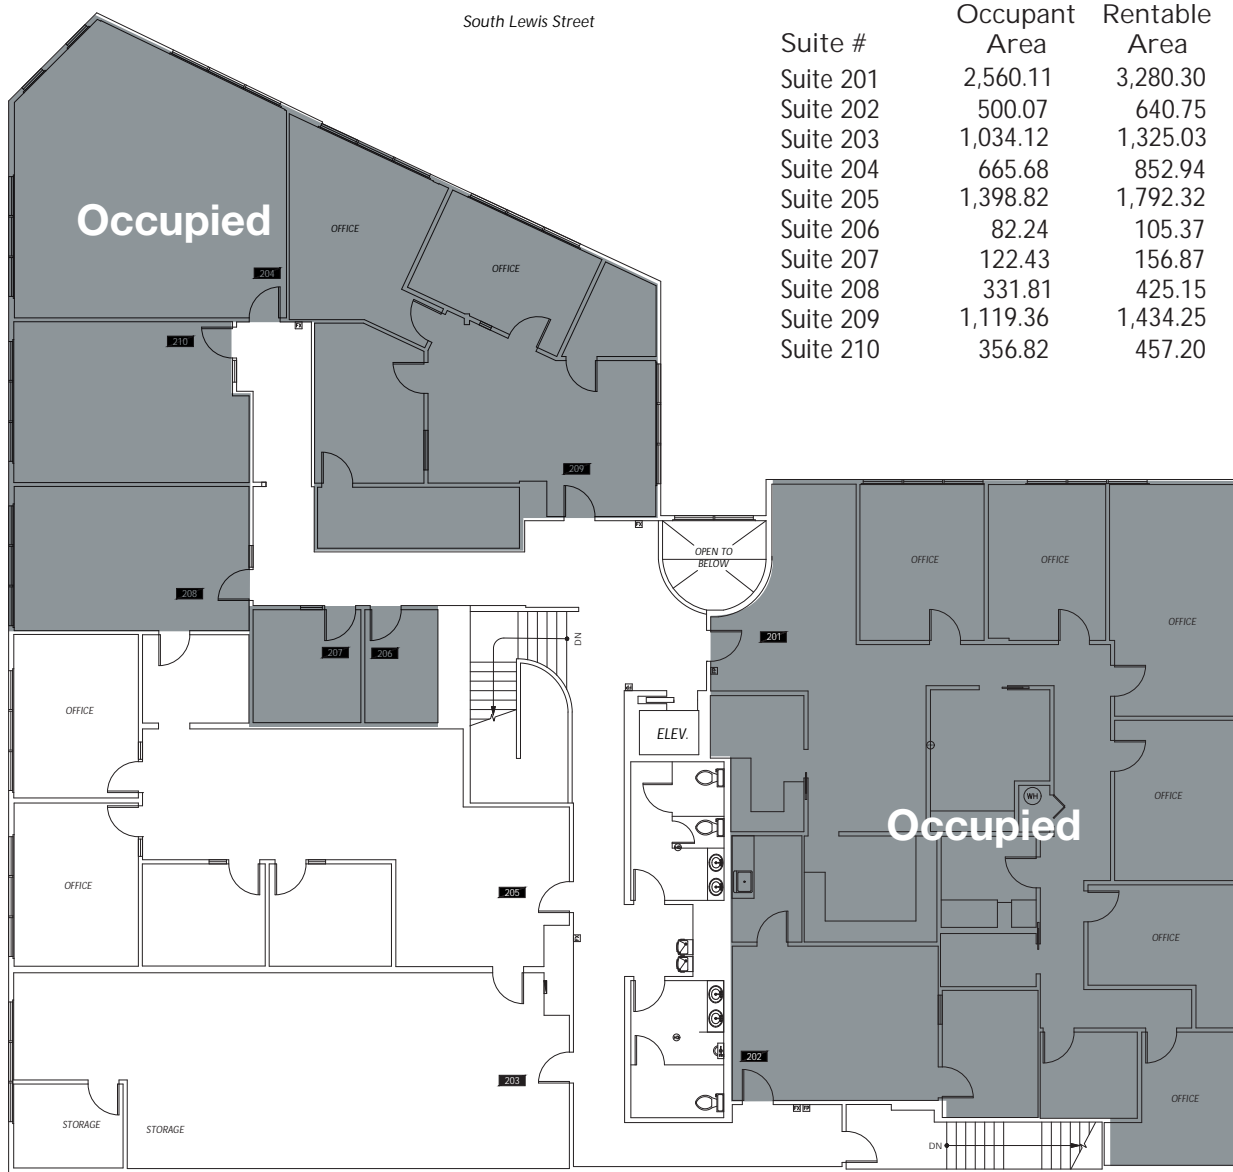 South Lewis Street
Occupant Rentable
Suite # Area Area
Suite 201 2,560.11 3,280.30
Suite 202 500.07 640.75
Suite 203 1,034.12 1,325.03
Suite 204 665.68 852.94
Suite 205 1,398.82 1,792.32
Suite 206 82.24 105.37
Suite 207 122.43 156.87
Suite 208 331.81 425.15
Suite 209 1,119.36 1,434.25
Suite 210 356.82 457.20
Occupied
OFFICE
OFFICE
204
210
209
OPEN TO
BELOW
OFFICE
OFFICE
OFFICE
208
207
206
DN
201
OFFICE
ELEV.
OFFICE
WH
Occupied
OFFICE
205
OFFICE
202
203
OFFICE
STORAGE
STORAGE
DN